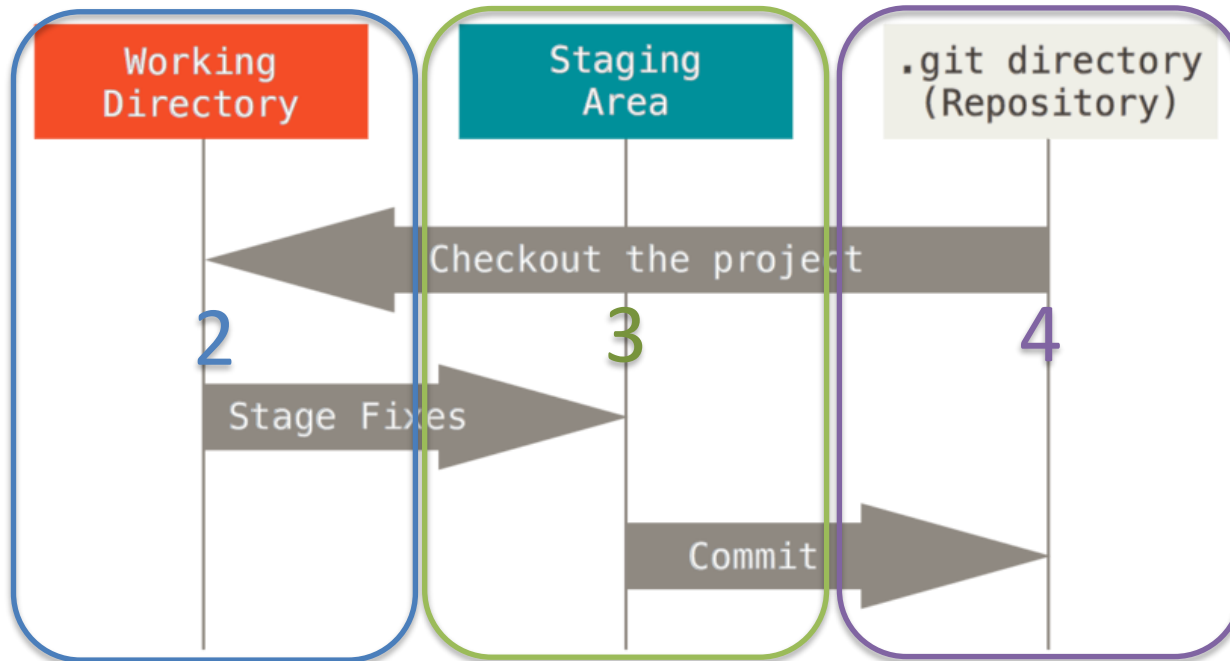 Working
Directory
Staging
Area
.git directory
(Repository)
Checkout the project
2
3
4
Stage Fixes
Commit